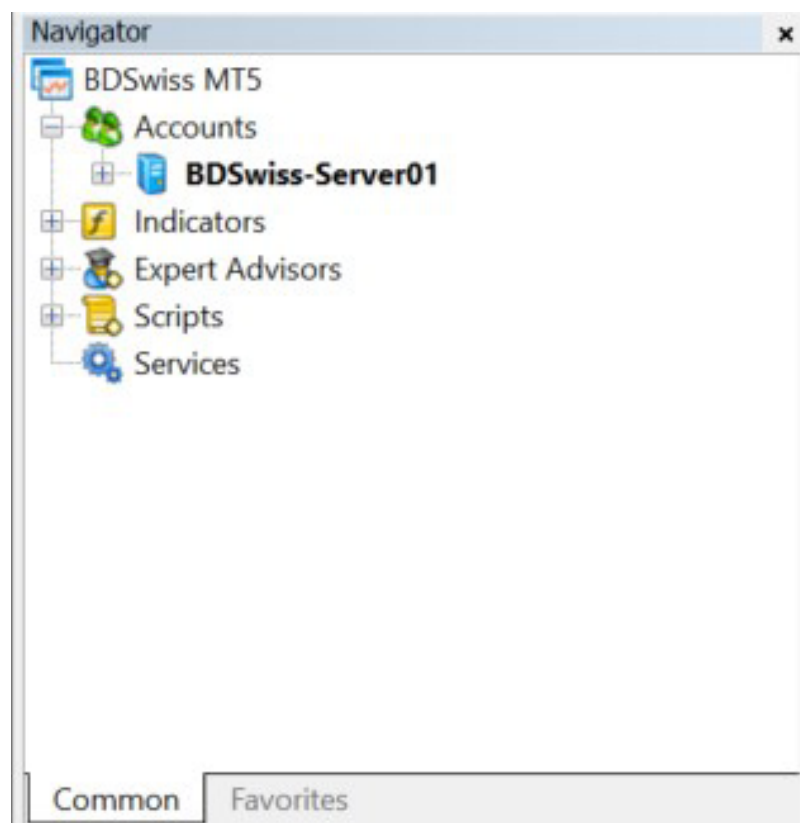 Navigator
BDSwiss MT5
Accounts
BDSwiss-Server01
Indicators
Expert Advisors
Scripts
Services
Common Favorites